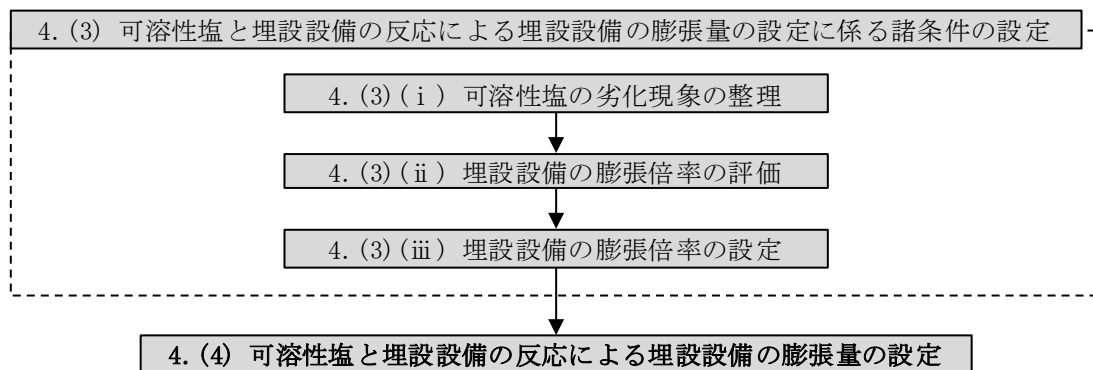 4.(3) 可溶性塩と埋設設備の反応による埋設設備の膨張量の設定に係る諸条件の設定
4.(3)(ⅰ) 可溶性塩の劣化現象の整理
4.(3)(ⅱ) 埋設設備の膨張倍率の評価
4.(3)(ⅲ) 埋設設備の膨張倍率の設定
4.(4) 可溶性塩と埋設設備の反応による埋設設備の膨張量の設定